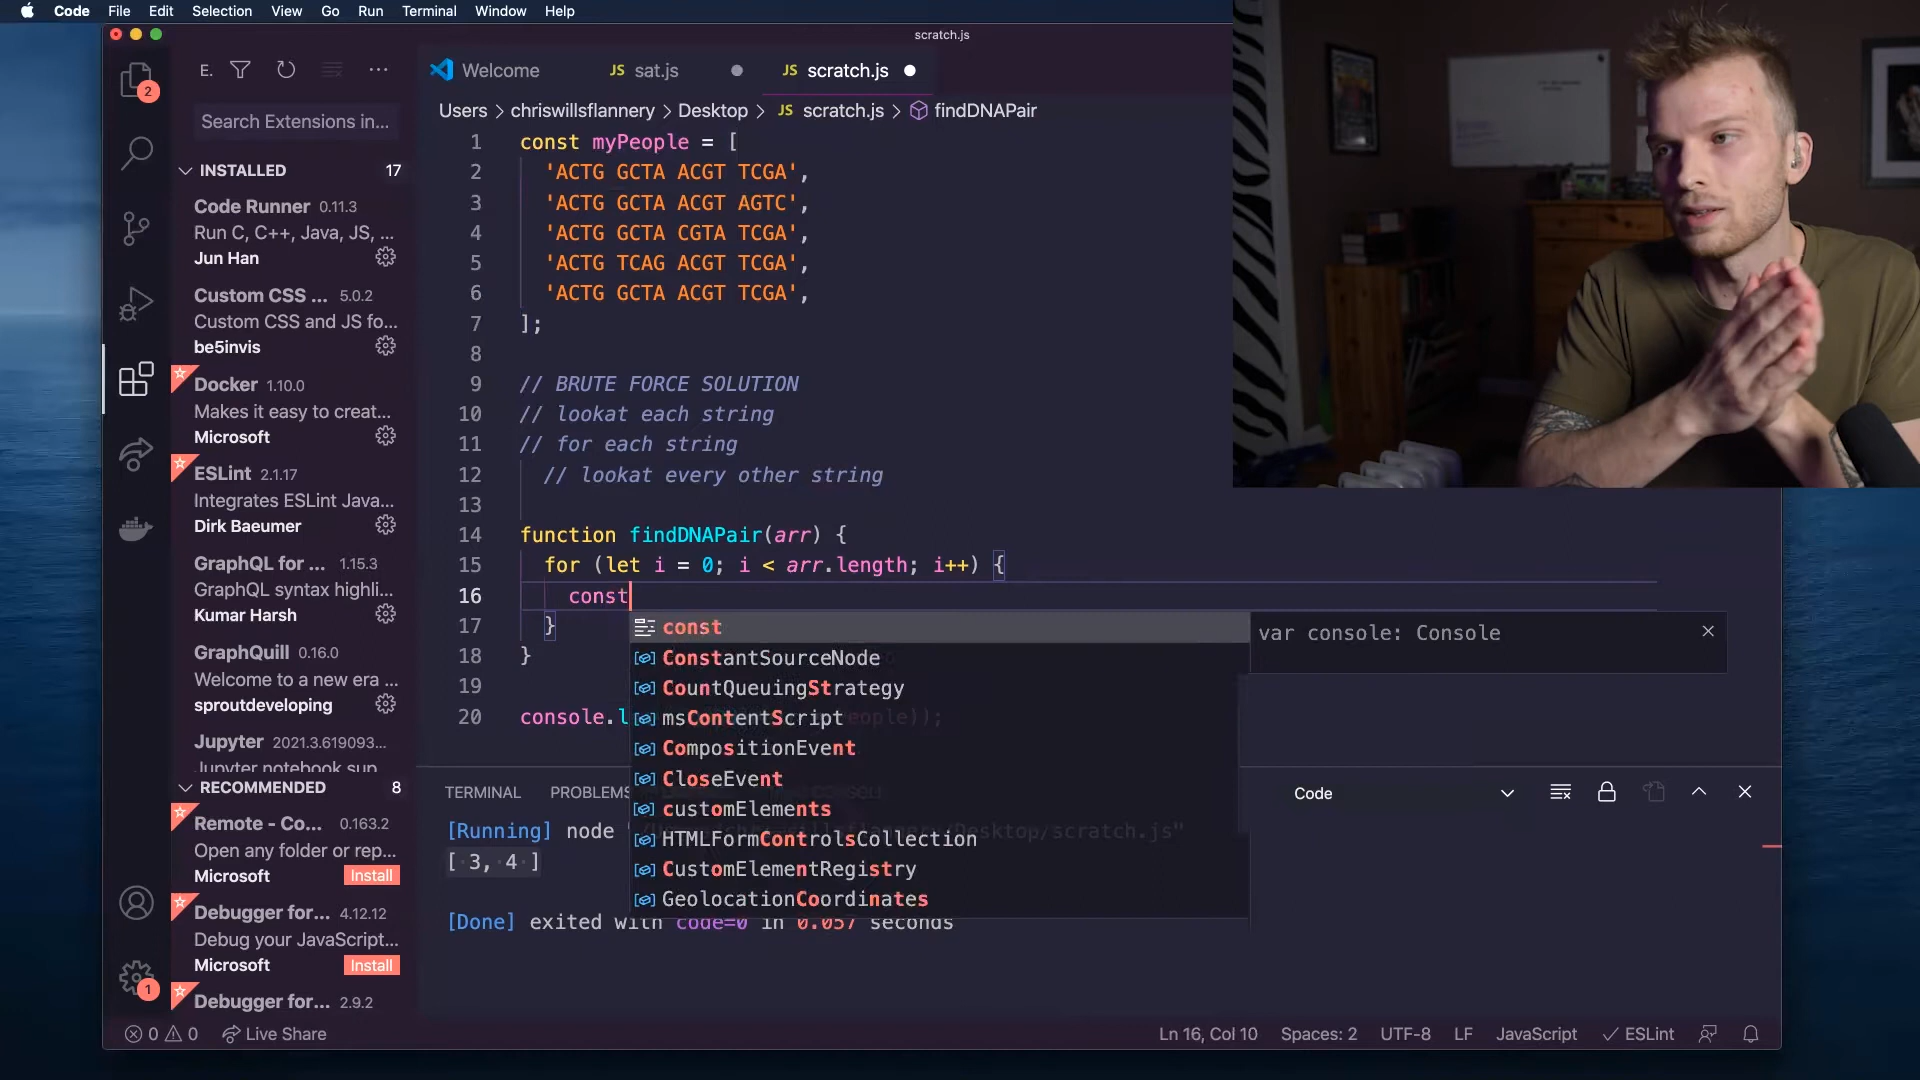 Code File Edit Selection View Go Run Terminal Window Help
scratch.js
2
E.
Search Extensions in...
INSTALLED 17
Code Runner 0.11.3
Run C, C++, Java, JS, ...
Jun Han
Custom CSS ... 5.0.2
Custom CSS and JS fo...
be5invis
Docker 1.10.0
Makes it easy to creat...
Microsoft
ESLint 2.1.17
Integrates ESLint Java...
Dirk Baeumer
GraphQL for ... 1.15.3
GraphQL syntax highli...
Kumar Harsh
GraphQuill 0.16.0
Welcome to a new era ...
sproutdeveloping
Jupyter 2021.3.619093...
Jupyter notebook sup
RECOMMENDED 8
Remote - Co... 0.163.2
Open any folder or rep...
Microsoft Install
Debugger for... 4.12.12
Debug your JavaScript...
Microsoft Install
Debugger for... 2.9.2
1
Welcome JS sat.js JS scratch.js
Users > chriswillsflannery > Desktop > JS scratch.js > findDNAPair
1 const myPeople = [
2 'ACTG GCTA ACGT TCGA',
3 'ACTG GCTA ACGT AGTC',
4 'ACTG GCTA CGTA TCGA',
5 'ACTG TCAG ACGT TCGA',
6 'ACTG GCTA ACGT TCGA',
7 ];
8
9 // BRUTE FORCE SOLUTION
10 // lookat each string
11 // for each string
12 // lookat every other string
13
14 function findDNAPair(arr) {
15 for (let i = 0; i < arr.length; i++) {
16 const
17 }
18 }
19
20 console.l eople));
const
ConstantSourceNode
CountQueuingStrategy
msContentScript
CompositionEvent
CloseEvent
customElements
HTMLFormControlsCollection
CustomElementRegistry
GeolocationCoordinates
var console: Console
TERMINAL PROBLEMS
Code
[Running] node /Desktop/scratch.js"
[ 3, 4 ]
[Done] exited with code=0 in 0.057 seconds
0 0 Live Share
Ln 16, Col 10 Spaces: 2 UTF-8 LF JavaScript ESLint